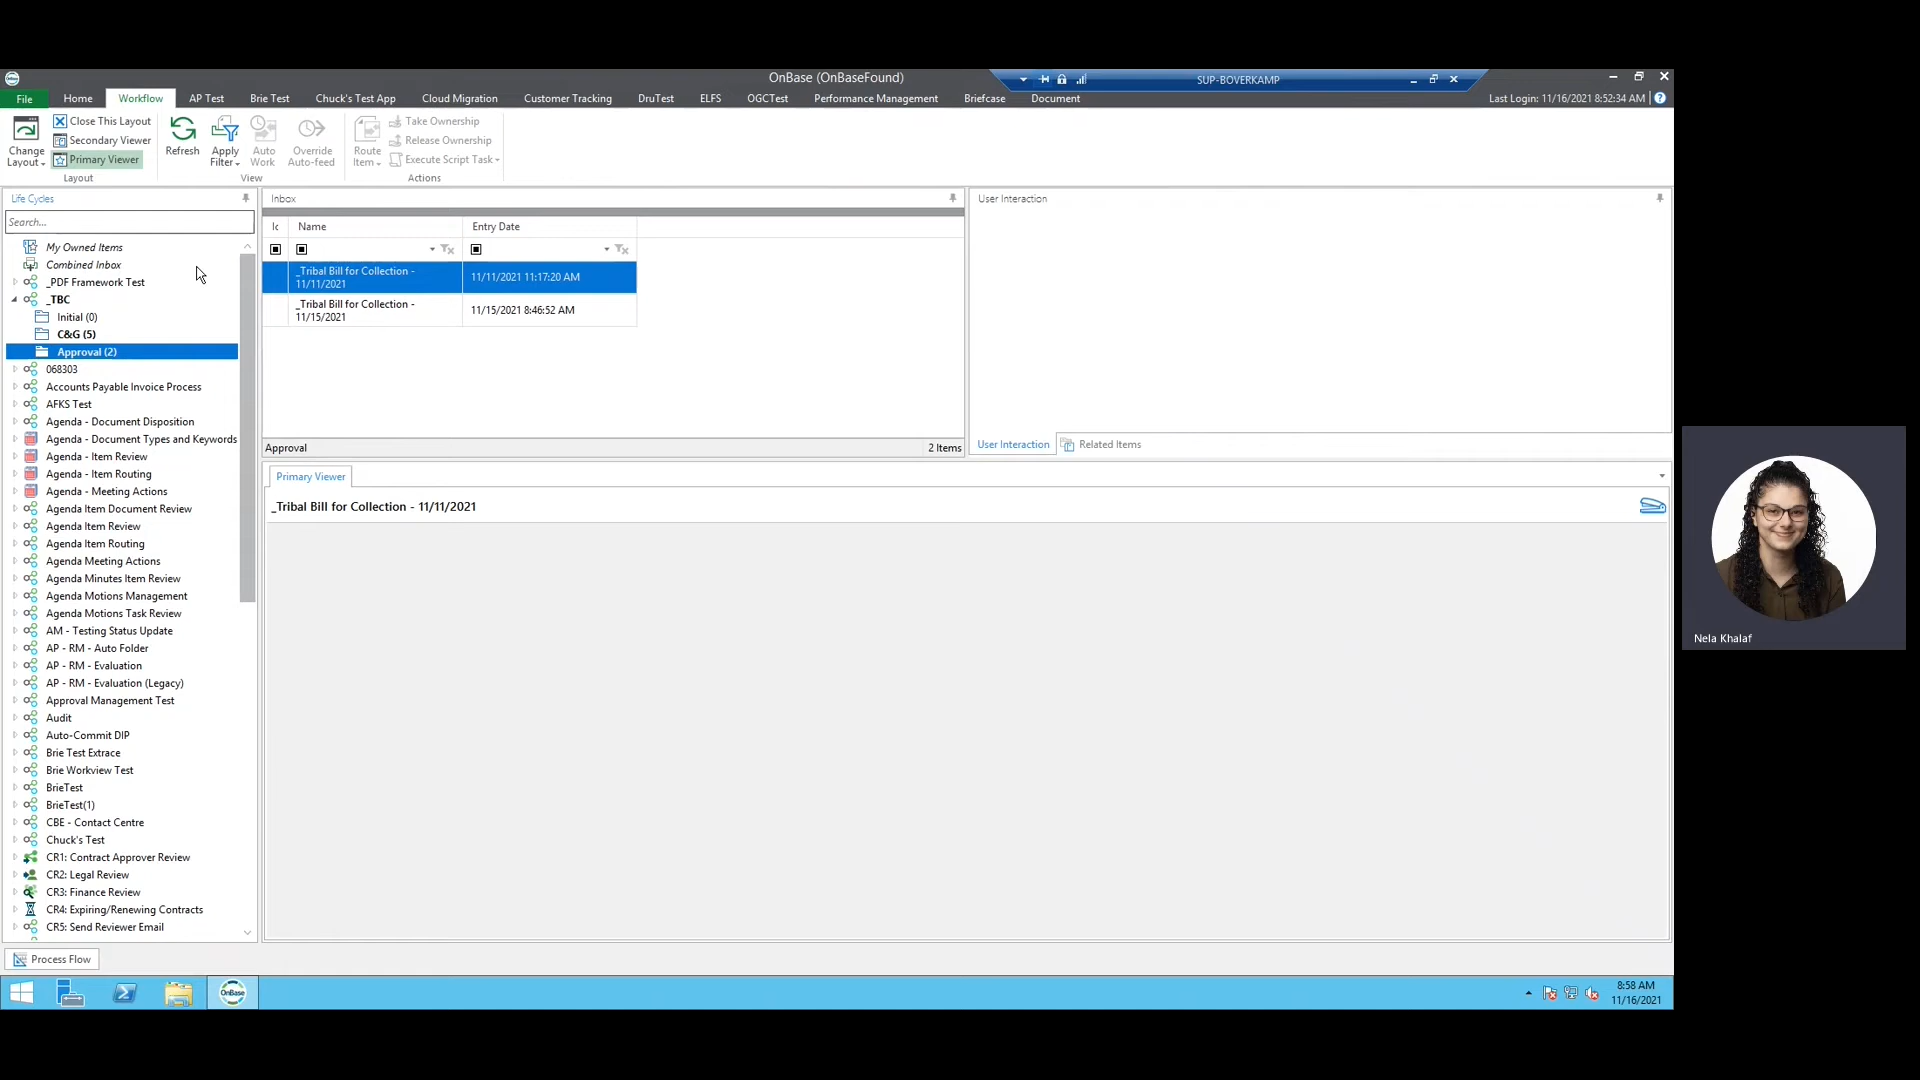 OnBase (OnBaseFound)
SUP-BOVERKAMP
File Home Workflow AP Test Brie Test Chuck's Test App Cloud Migration Customer Tracking DruTest ELFS OGCTest Performance Management Briefcase Document
Last Login: 11/16/2021 8:52:34 AM
Change Layout
Close This Layout
Secondary Viewer
Primary Viewer
Layout
Refresh
Apply Filter
Auto Work
Override Auto-feed
View
Route Item
Take Ownership
Release Ownership
Execute Script Task
Actions
Life Cycles
Search...
My Owned Items
Combined Inbox
_PDF Framework Test
_TBC
Initial (0)
C&G (5)
Approval (2)
068303
Accounts Payable Invoice Process
AFKS Test
Agenda - Document Disposition
Agenda - Document Types and Keywords
Agenda - Item Review
Agenda - Item Routing
Agenda - Meeting Actions
Agenda Item Document Review
Agenda Item Review
Agenda Item Routing
Agenda Meeting Actions
Agenda Minutes Item Review
Agenda Motions Management
Agenda Motions Task Review
AM - Testing Status Update
AP - RM - Auto Folder
AP - RM - Evaluation
AP - RM - Evaluation (Legacy)
Approval Management Test
Audit
Auto-Commit DIP
Brie Test Extrace
Brie Workview Test
BrieTest
BrieTest(1)
CBE - Contact Centre
Chuck's Test
CR1: Contract Approver Review
CR2: Legal Review
CR3: Finance Review
CR4: Expiring/Renewing Contracts
CR5: Send Reviewer Email
Process Flow
Inbox
Ic Name Entry Date
_Tribal Bill for Collection -
11/11/2021
11/11/2021 11:17:20 AM
_Tribal Bill for Collection -
11/15/2021
11/15/2021 8:46:52 AM
Approval 2 Items
User Interaction
User Interaction Related Items
Primary Viewer
_Tribal Bill for Collection - 11/11/2021
OnBase
8:58 AM
11/16/2021
Nela Khalaf